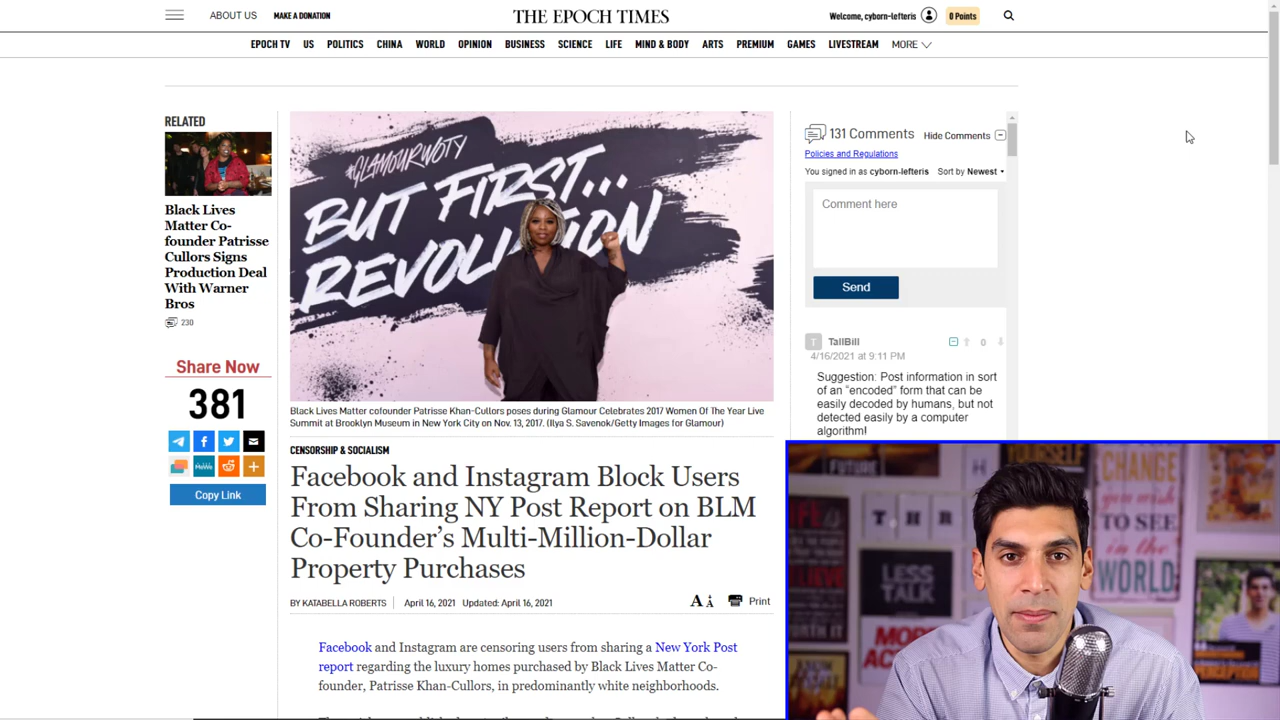 ABOUT US
MAKE A DONATION
THE EPOCH TIMES
Welcome, cyborn-lefteris
0 Points
EPOCH TV US POLITICS CHINA WORLD OPINION BUSINESS SCIENCE LIFE MIND & BODY ARTS PREMIUM GAMES LIVESTREAM MORE
RELATED
Black Lives
Matter Co-
founder Patrisse
Cullors Signs
Production Deal
With Warner
Bros
230
Share Now
381
MeWe
Copy Link
#GLAMOURWOTY
BUT FIRST...
REVOLUTION
Black Lives Matter cofounder Patrisse Khan-Cullors poses during Glamour Celebrates 2017 Women Of The Year Live
Summit at Brooklyn Museum in New York City on Nov. 13, 2017. (Ilya S. Savenok/Getty Images for Glamour)
CENSORSHIP & SOCIALISM
Facebook and Instagram Block Users
From Sharing NY Post Report on BLM
Co-Founder’s Multi-Million-Dollar
Property Purchases
BY KATABELLA ROBERTS
April 16, 2021 Updated: April 16, 2021
A A
Print
Facebook and Instagram are censoring users from sharing a New York Post
report regarding the luxury homes purchased by Black Lives Matter Co-
founder, Patrisse Khan-Cullors, in predominantly white neighborhoods.
131 Comments
Hide Comments
Policies and Regulations
You signed in as cyborn-lefteris
Sort by Newest
Comment here
Send
T
TallBill
0
4/16/2021 at 9:11 PM
Suggestion: Post information in sort
of an “encoded” form that can be
easily decoded by humans, but not
detected easily by a computer
algorithm!
FUTURE
H
YOURSELF
CHANGE
you wish
TO SEE
in the
WORLD
T H R
LESS
TALK
MORE